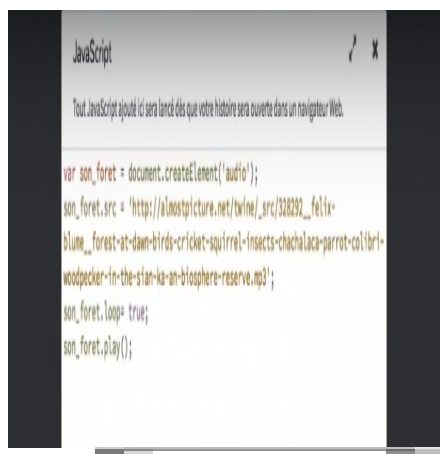 JavaScript
Tout JavaScript ajouté ici sera lancé dès que votre histoire sera ouverte dans un navigateur Web.
var son_foret = document.createElement('audio');
son_foret.src = 'http://almostpicture.net/twine/_src/328292__felix-
blume__forest-at-dawn-birds-cricket-squirrel-insects-chachalaca-parrot-colibri-
woodpecker-in-the-sian-ka-an-biosphere-reserve.mp3';
son_foret.loop= true;
son_foret.play();